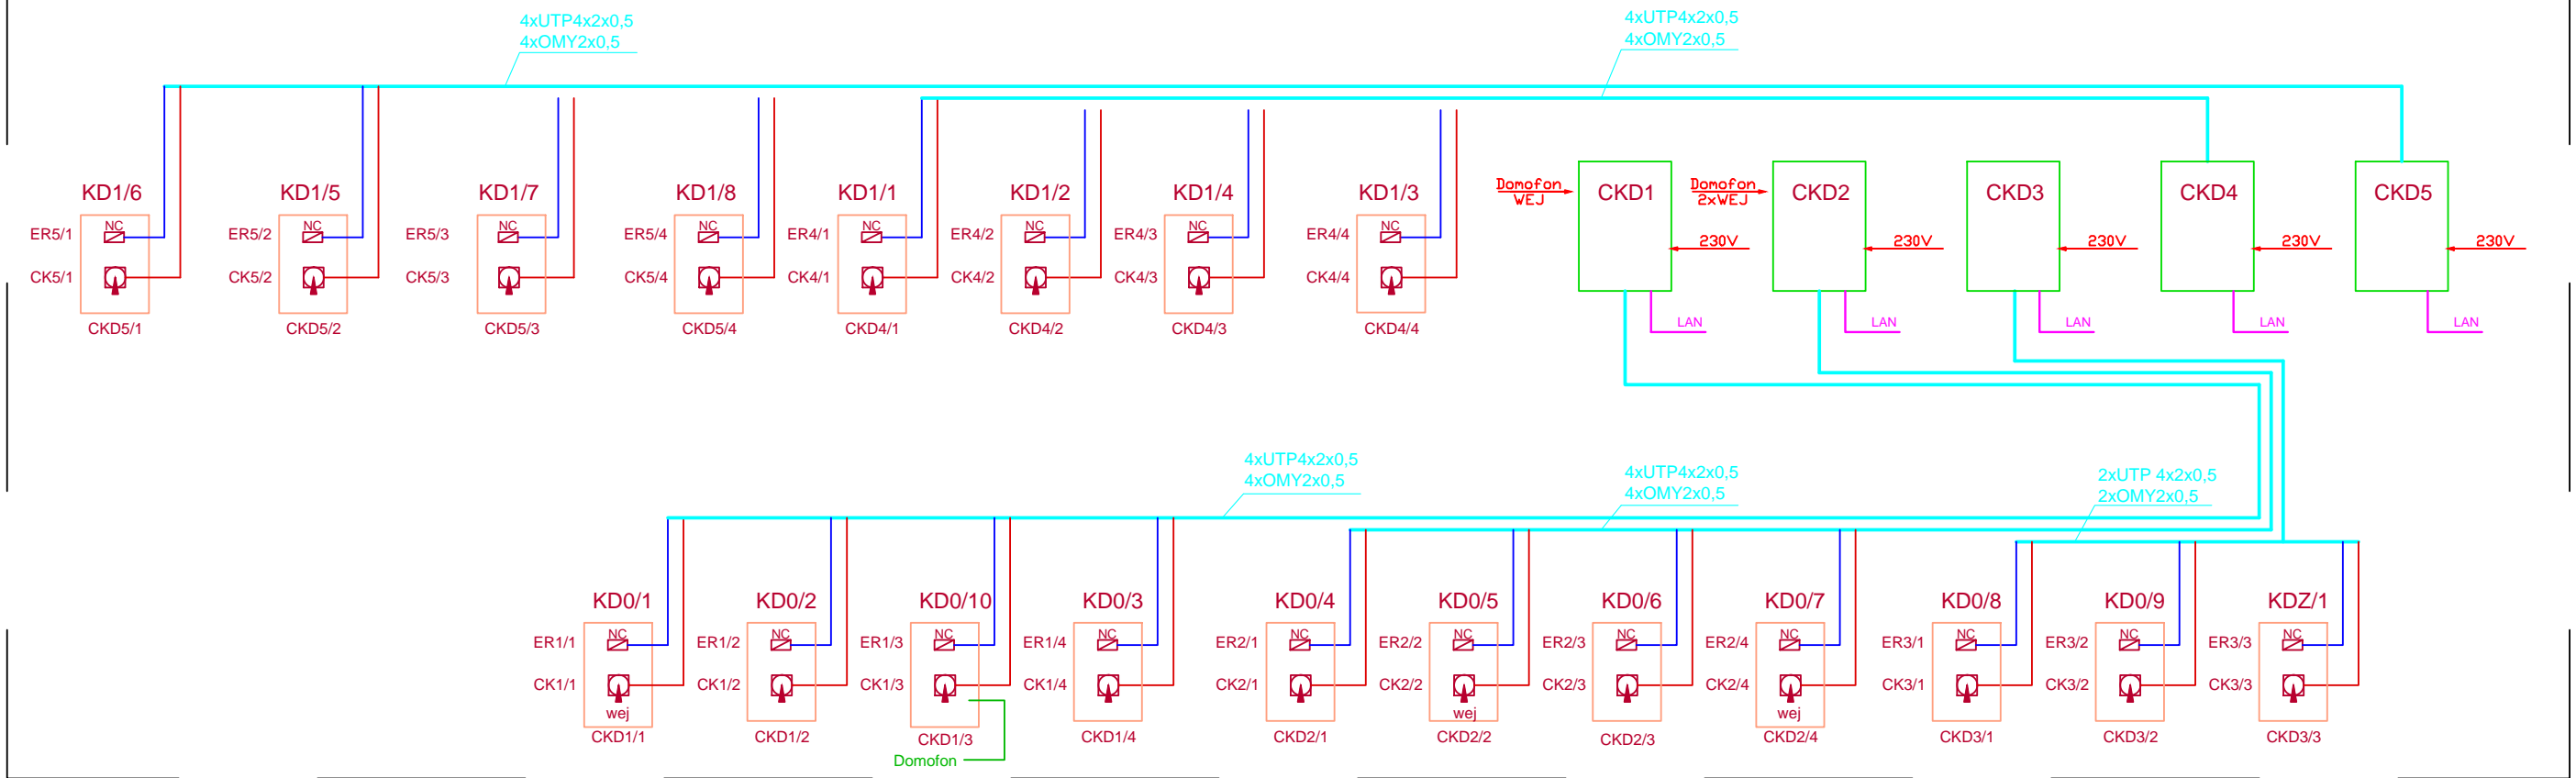 4xUTP4x2x0,5
4xOMY2x0,5
4xUTP4x2x0,5
4xOMY2x0,5
KD1/6
NC
ER5/1
CK5/1
CKD5/1
KD1/5
NC
ER5/2
CK5/2
CKD5/2
KD1/7
NC
ER5/3
CK5/3
CKD5/3
KD1/8
NC
ER5/4
CK5/4
CKD5/4
KD1/1
NC
ER4/1
CK4/1
CKD4/1
KD1/2
NC
ER4/2
CK4/2
CKD4/2
KD1/4
NC
ER4/3
CK4/3
CKD4/3
KD1/3
NC
ER4/4
CK4/4
CKD4/4
Domofon
WEJ
CKD1
230V
LAN
Domofon
2xWEJ
CKD2
230V
LAN
CKD3
230V
LAN
CKD4
230V
LAN
CKD5
230V
LAN
4xUTP4x2x0,5
4xOMY2x0,5
4xUTP4x2x0,5
4xOMY2x0,5
2xUTP 4x2x0,5
2xOMY2x0,5
KD0/1
NC
ER1/1
CK1/1
wej
CKD1/1
KD0/2
NC
ER1/2
CK1/2
CKD1/2
KD0/10
NC
ER1/3
CK1/3
CKD1/3
Domofon
KD0/3
NC
ER1/4
CK1/4
CKD1/4
KD0/4
NC
ER2/1
CK2/1
CKD2/1
KD0/5
NC
ER2/2
CK2/2
wej
CKD2/2
KD0/6
NC
ER2/3
CK2/3
CKD2/3
KD0/7
NC
ER2/4
CK2/4
wej
CKD2/4
KD0/8
NC
ER3/1
CK3/1
CKD3/1
KD0/9
NC
ER3/2
CK3/2
CKD3/2
KDZ/1
NC
ER3/3
CK3/3
CKD3/3